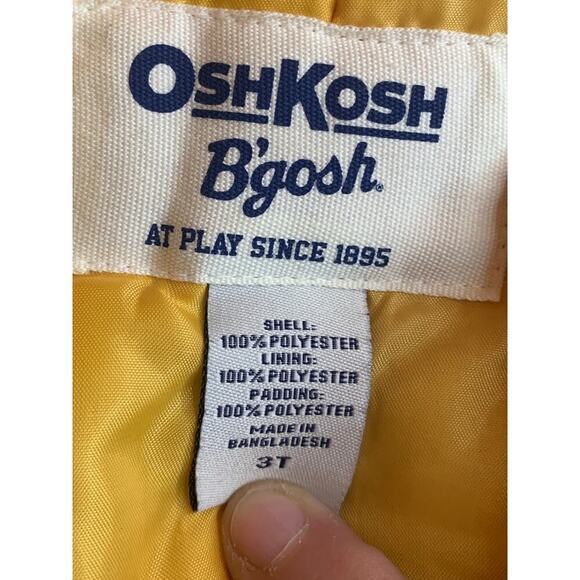 OSHKOSH
B'gosh®
AT PLAY SINCE 1895
SHELL:
100% POLYESTER
LINING:
100% POLYESTER
PADDING:
100% POLYESTER
MADE IN
BANGLADESH
3T